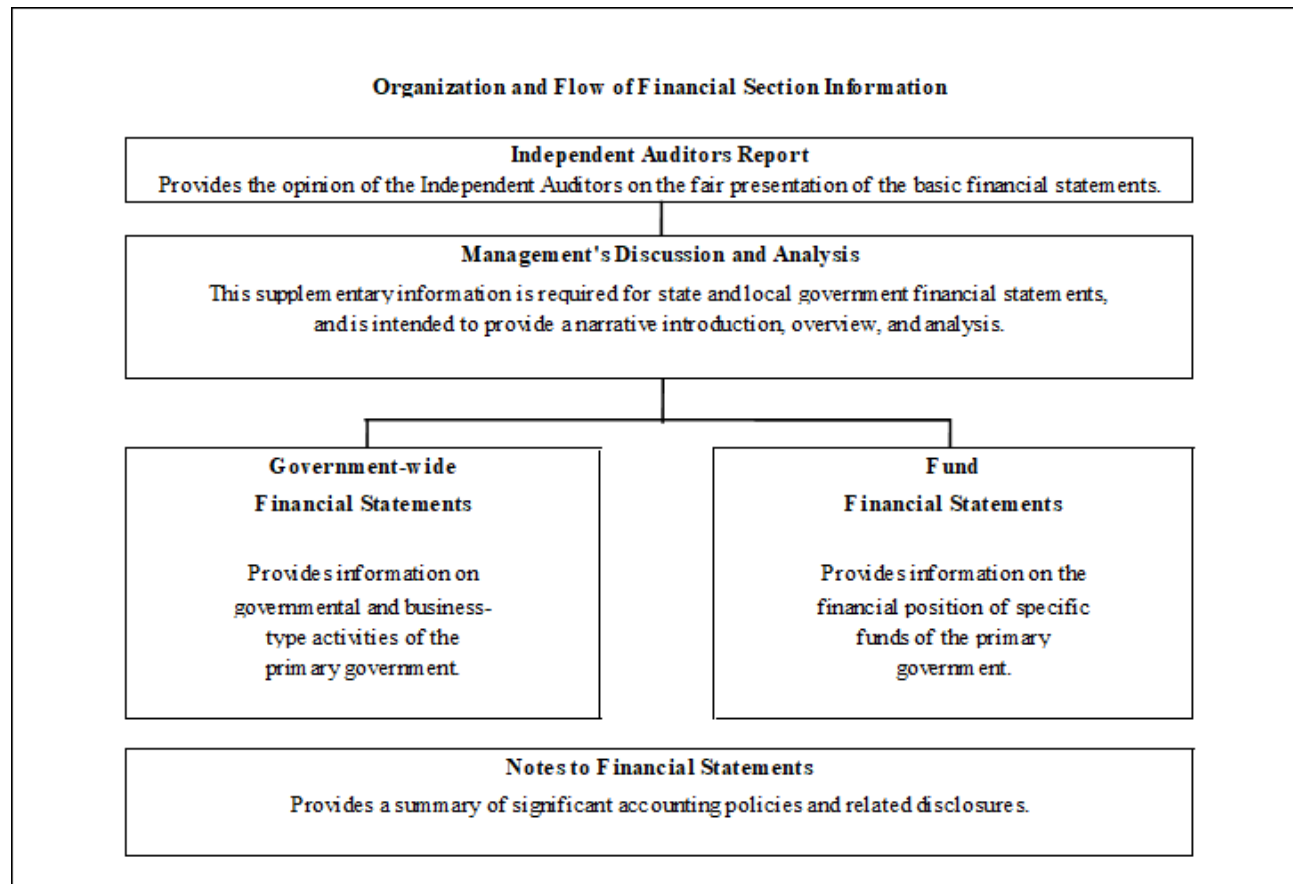 Organization and Flow of Financial Section Information
Independent Auditors Report
Provides the opinion of the Independent Auditors on the fair presentation of the basic financial statements.
Management's Discussion and Analysis
This supplementary information is required for state and local government financial statements,
and is intended to provide a narrative introduction, overview, and analysis.
Government-wide
Financial Statements
Provides information on
governmental and business-
type activities of the
primary government.
Fund
Financial Statements
Provides information on the
financial position of specific
funds of the primary
government.
Notes to Financial Statements
Provides a summary of significant accounting policies and related disclosures.